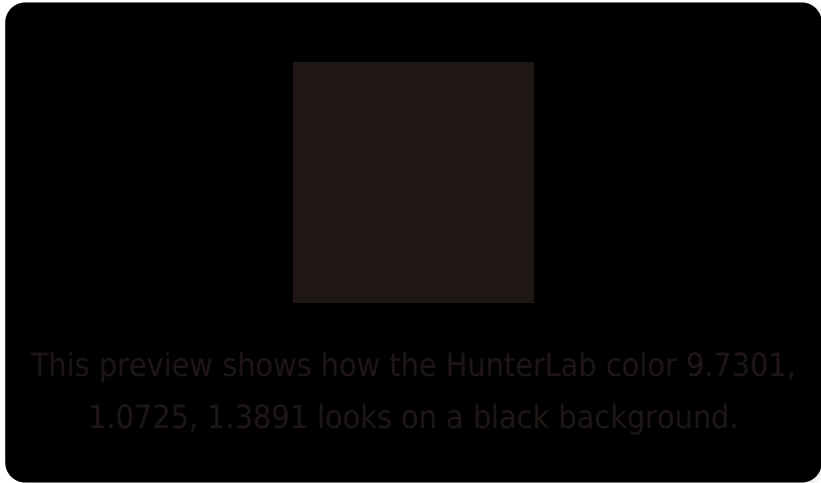 This preview shows how the HunterLab color 9.7301,
1.0725, 1.3891 looks on a black background.